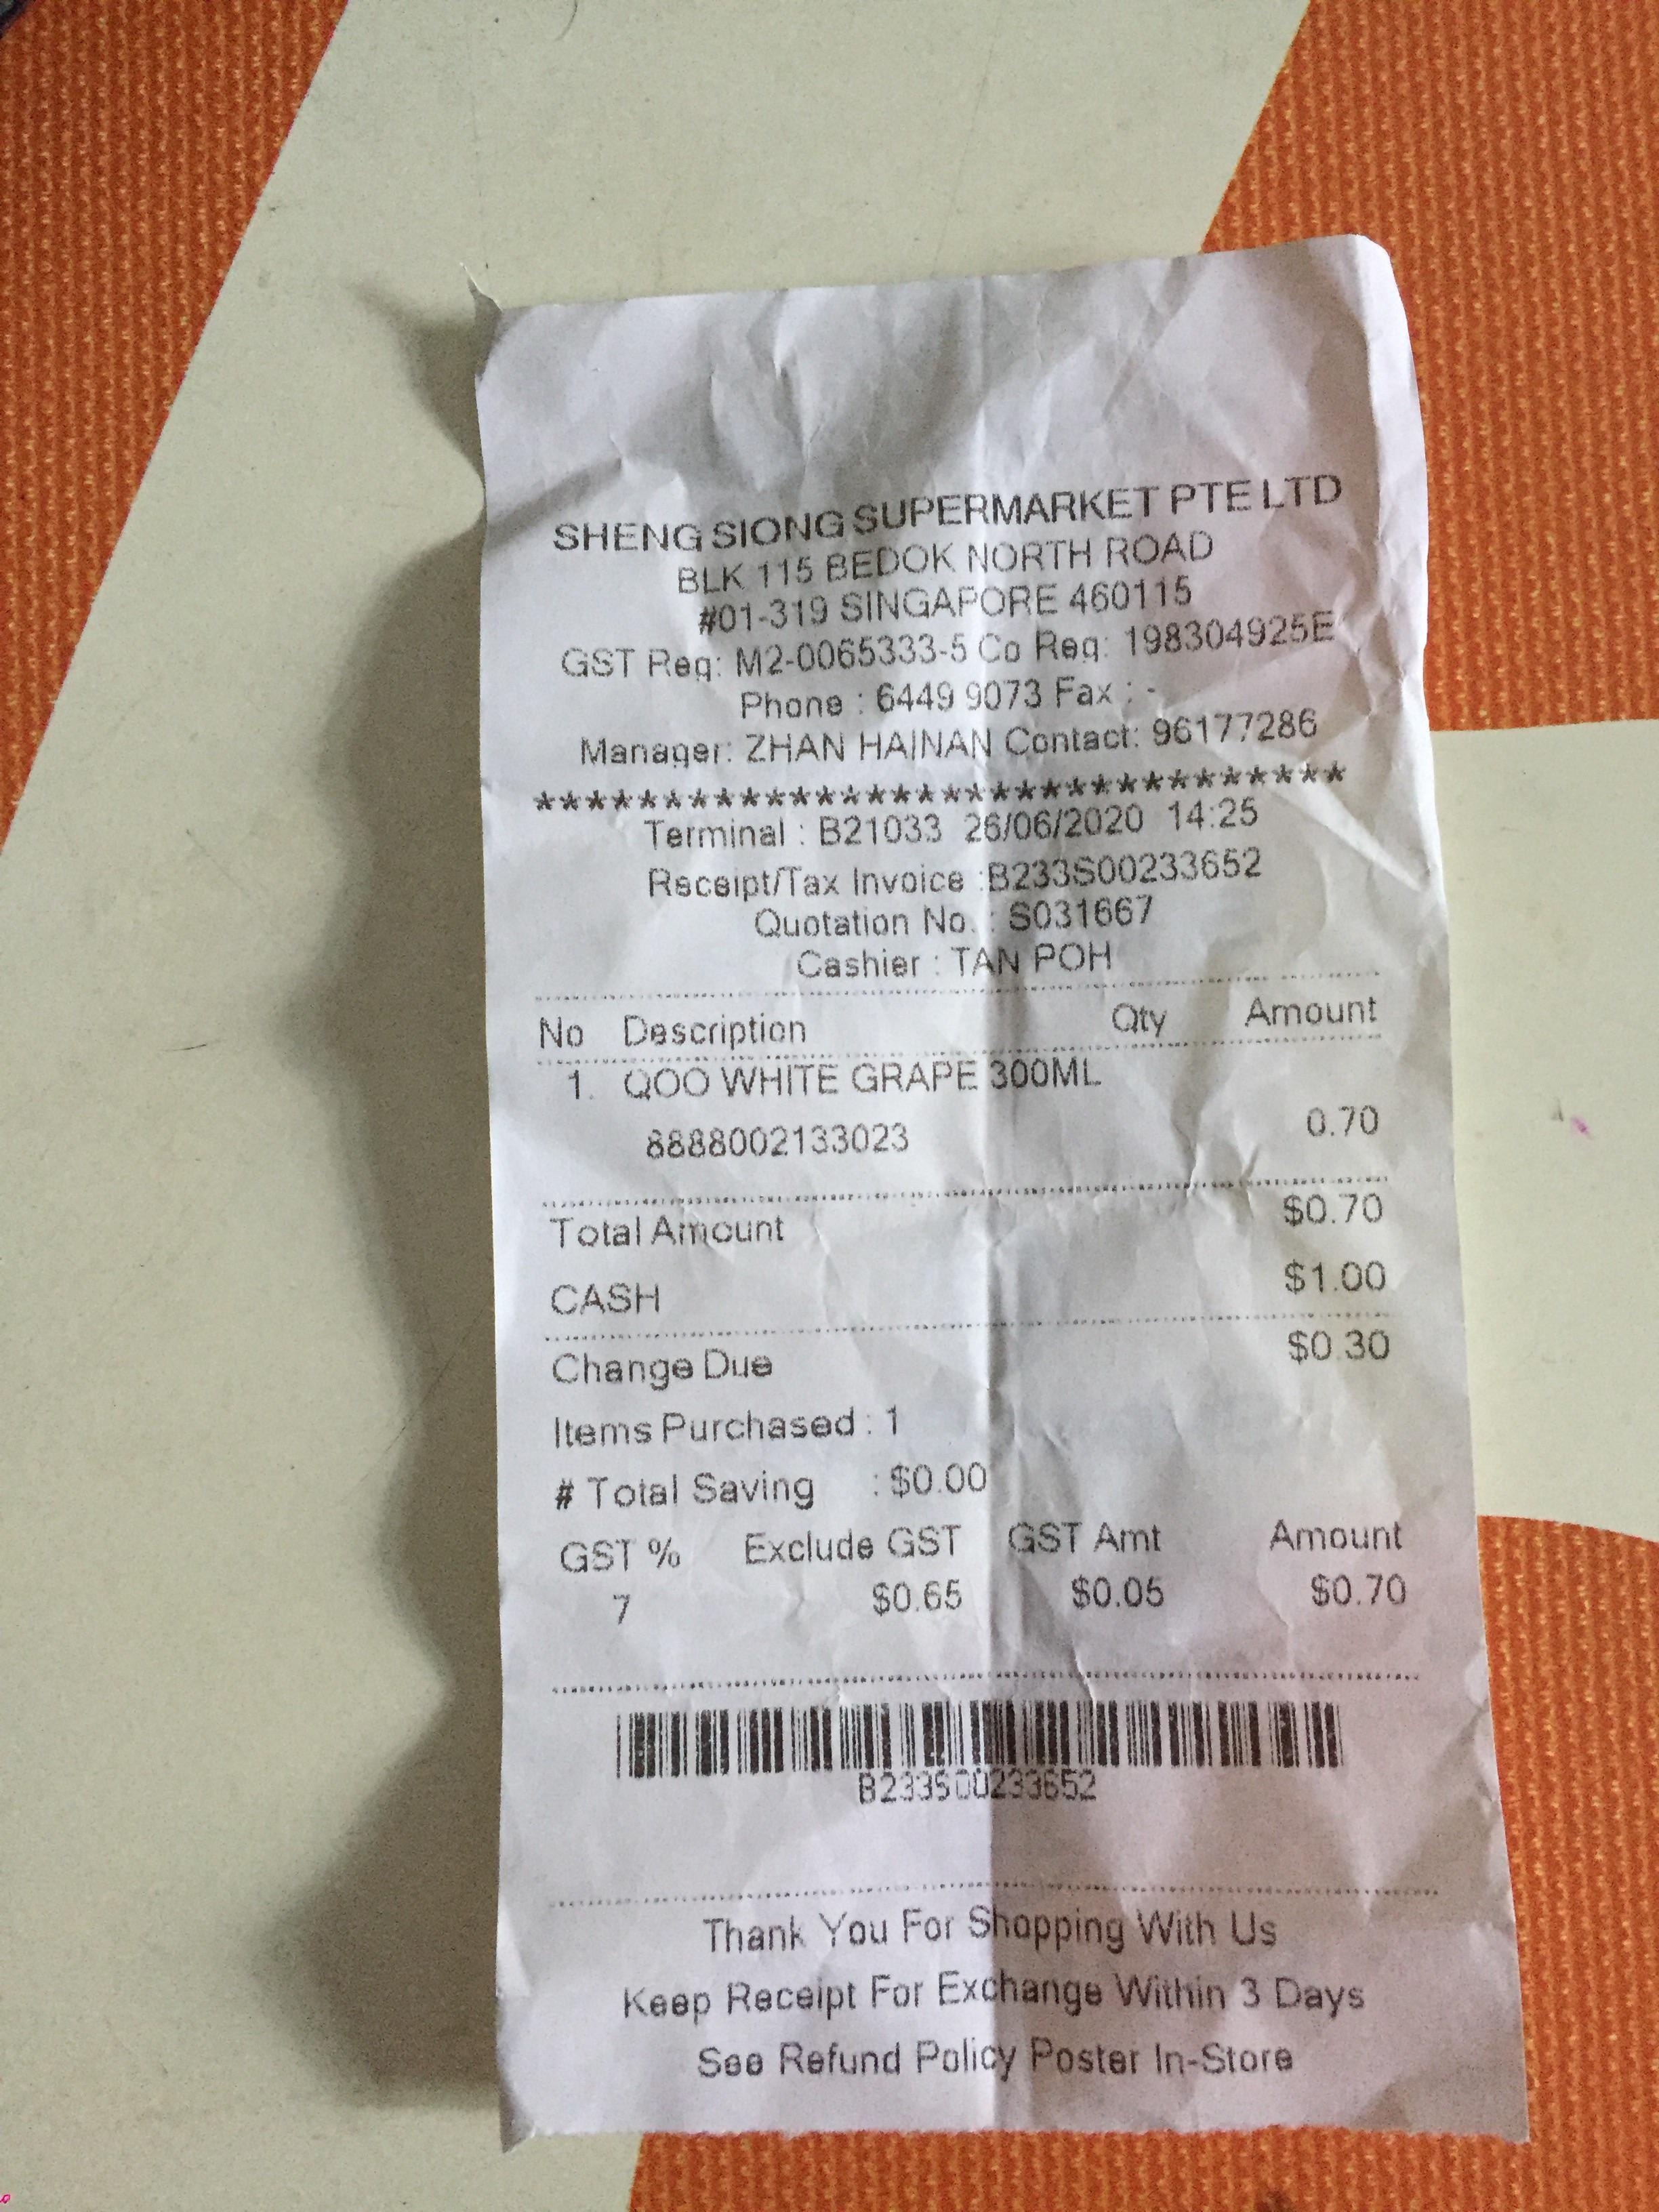 SHENG SIONG SUPERMARKET PTE LTD
BLK 115 BEDOK NORTH ROAD
#01-319 SINGAPORE 460115
GST Reg: M2-0065333-5 Co Reg: 198304925E
Phone : 6449 9073 Fax : -
Manager: ZHAN HAINAN Contact: 96177286
********************************
Terminal : B21033 26/06/2020 14:25
Receipt/Tax Invoice :B233S00233652
Quotation No. : S031667
Cashier : TAN POH
No Description Qty Amount
1. QOO WHITE GRAPE 300ML
8888002133023 0.70
Total Amount $0.70
CASH $1.00
Change Due $0.30
Items Purchased : 1
# Total Saving : $0.00
GST % Exclude GST GST Amt Amount
7 $0.65 $0.05 $0.70
B233S00233652
Thank You For Shopping With Us
Keep Receipt For Exchange Within 3 Days
See Refund Policy Poster In-Store